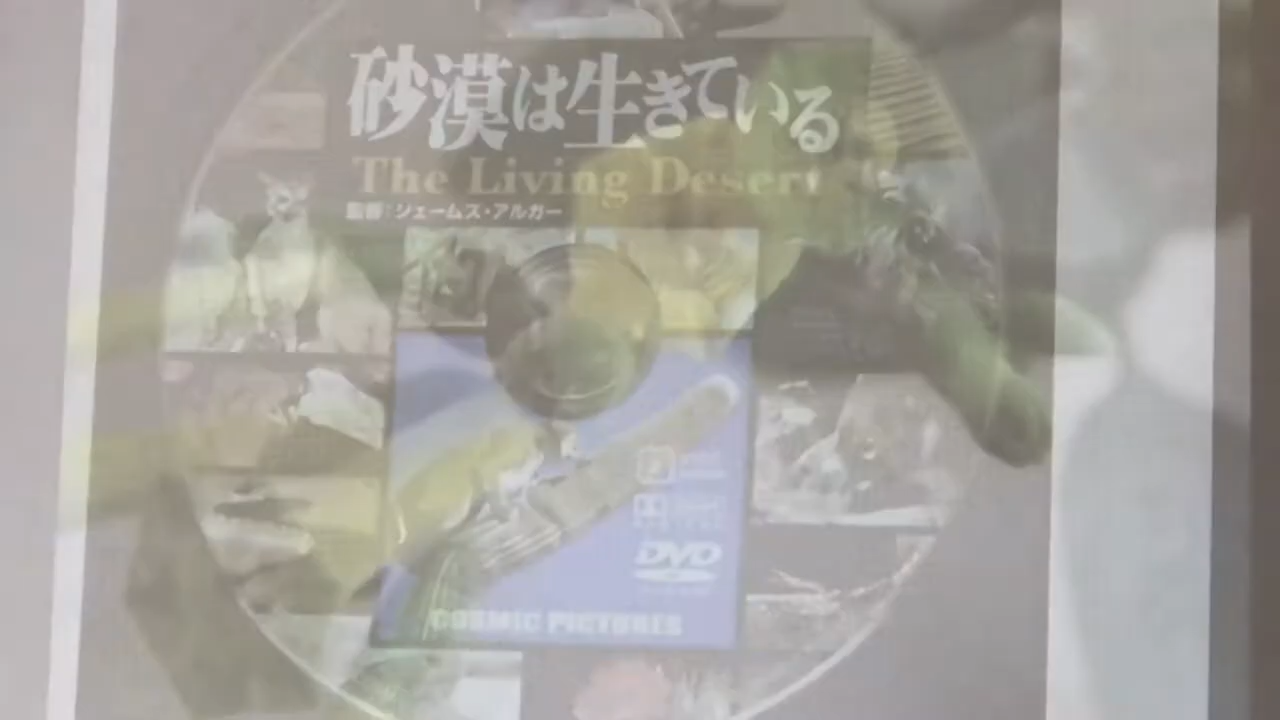 砂漠は生きている
The Living Desert
監督：ジェームズ・アルガー
DVD
COSMIC PICTURES